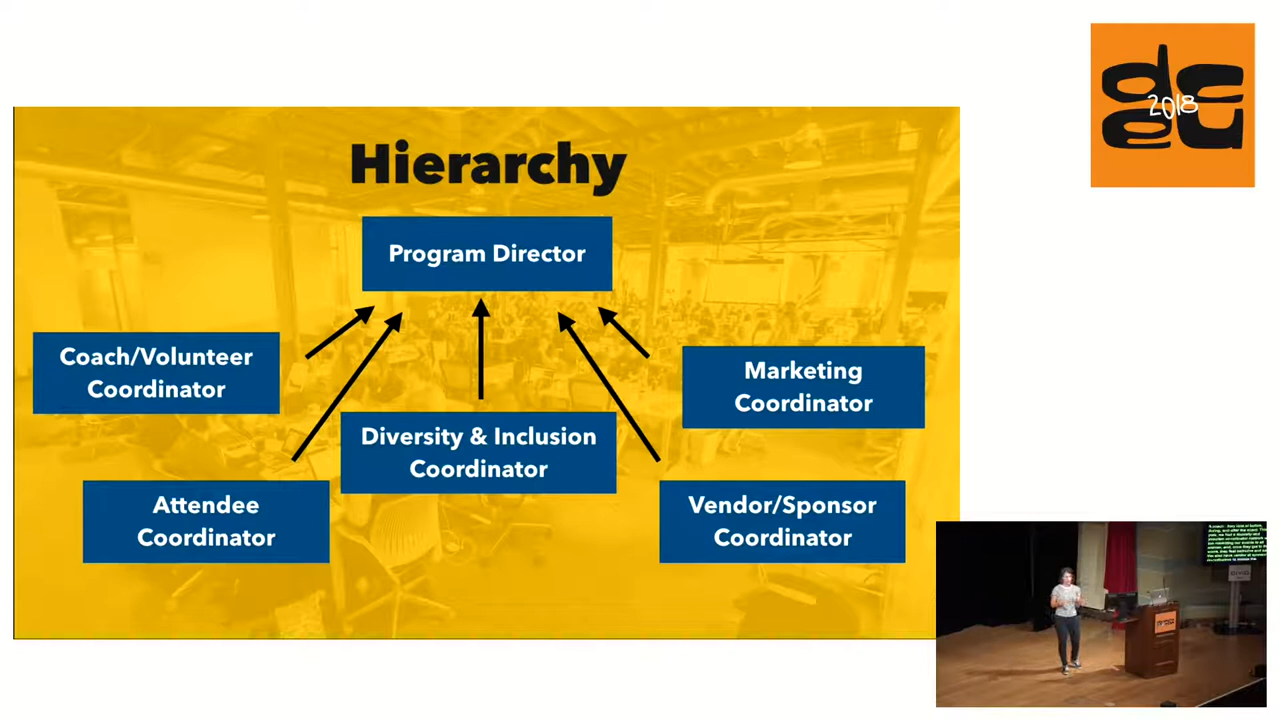 2018
Hierarchy
Program Director
Coach/Volunteer
Coordinator
Marketing
Coordinator
Diversity & Inclusion
Coordinator
Attendee
Coordinator
Vendor/Sponsor
Coordinator